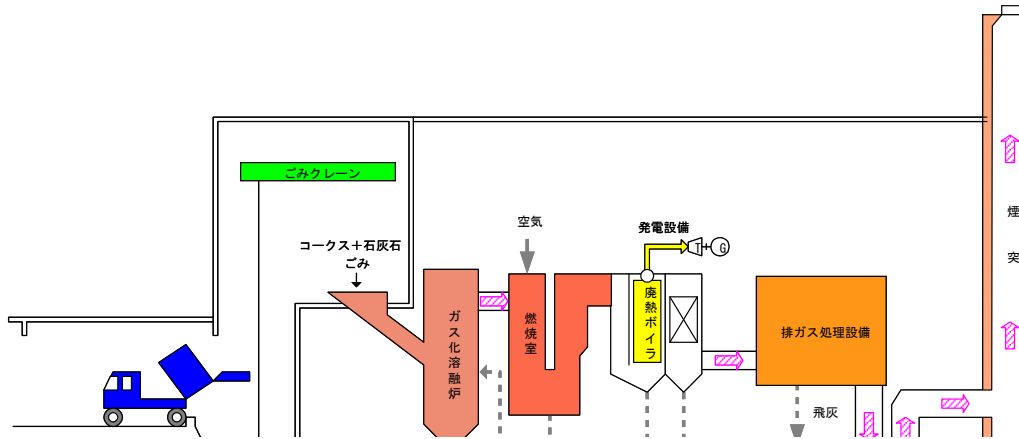 ごみクレーン
コークス＋石灰石
ごみ
空気
発電設備
T
G
ガス化溶融炉
燃焼室
廃熱ボイラ
排ガス処理設備
飛灰
煙突